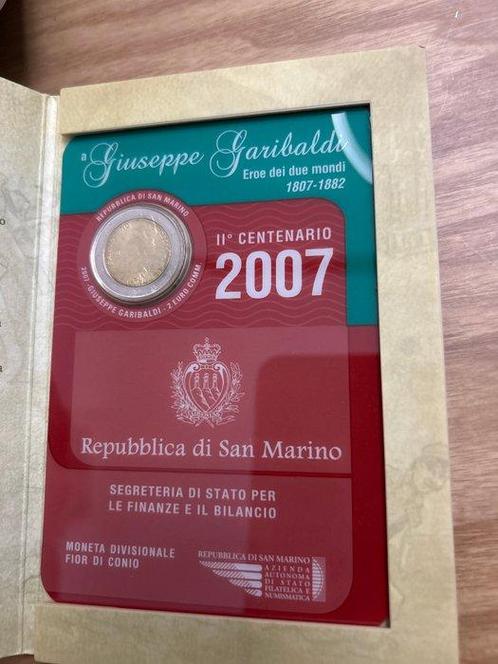 a Giuseppe Garibaldi
Eroe dei due mondi
1807-1882
REPUBBLICA DI SAN MARINO
2007 - GIUSEPPE GARIBALDI - 2 EURO COMM
II° CENTENARIO
2007
Repubblica di San Marino
SEGRETERIA DI STATO PER
LE FINANZE E IL BILANCIO
MONETA DIVISIONALE
FIOR DI CONIO
REPUBBLICA DI SAN MARINO
AZIENDA
AUTONOMA
DI STATO
FILATELICA E
NUMISMATICA